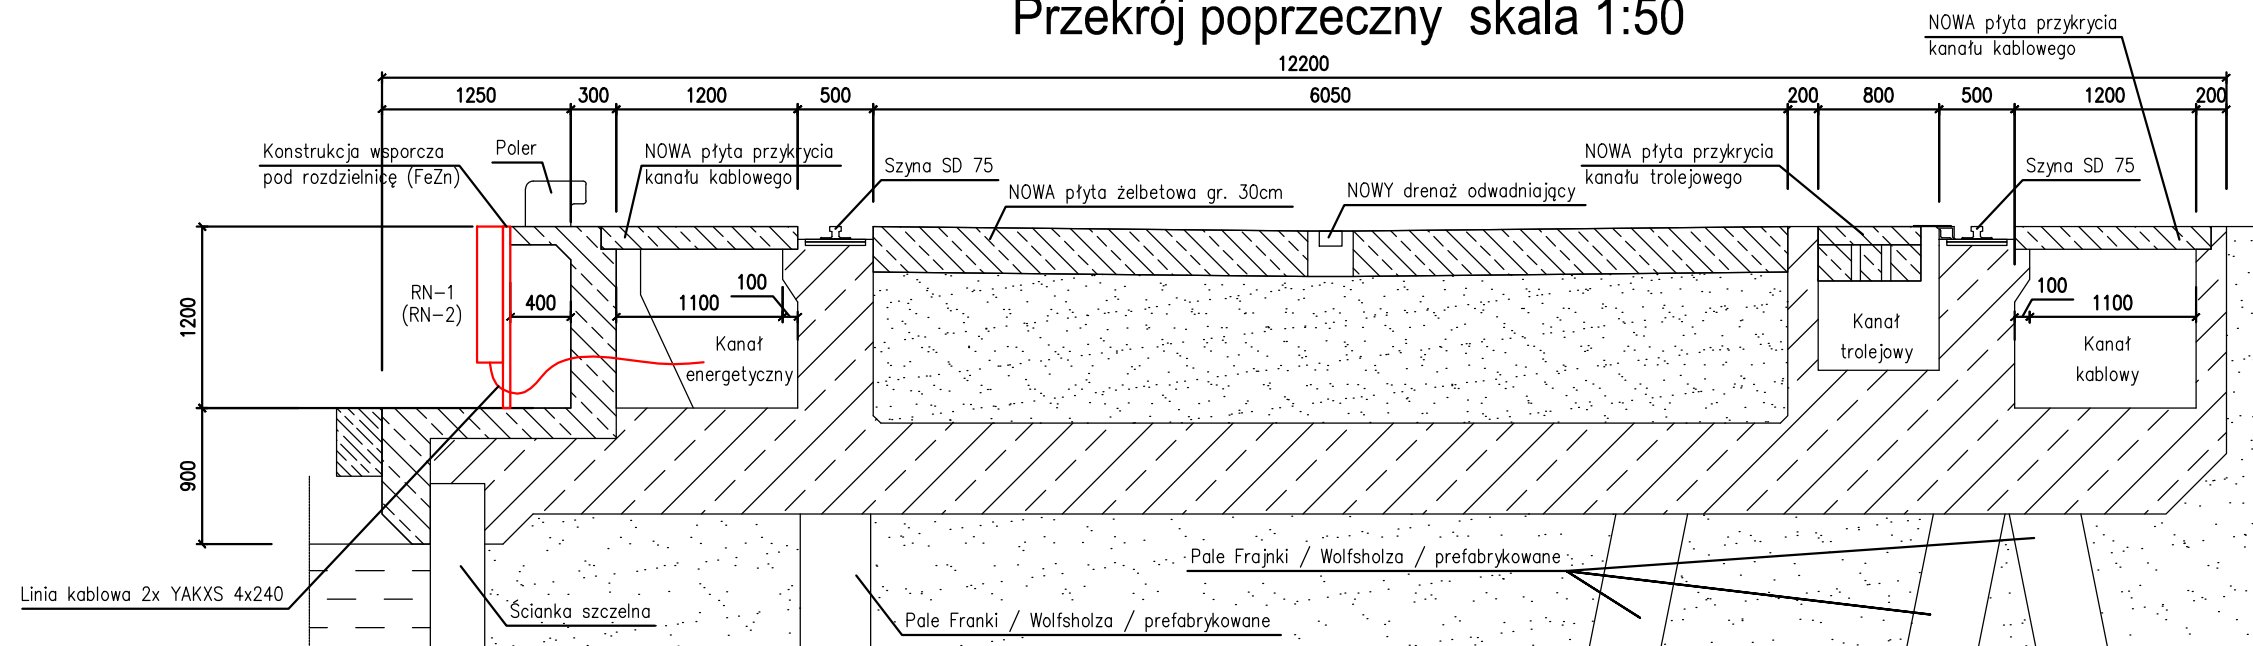 Przekrój poprzeczny skala 1:50
NOWA płyta przykrycia
kanału kablowego
12200
1250
300
1200
500
6050
200
800
500
1200
200
Konstrukcja wsporcza
pod rozdzielnicę (FeZn)
Poler
NOWA płyta przykrycia
kanału kablowego
Szyna SD 75
NOWA płyta żelbetowa gr. 30cm
NOWY drenaż odwadniający
NOWA płyta przykrycia
kanału trolejowego
Szyna SD 75
RN-1
(RN-2)
1200
400
1100
100
Kanał
energetyczny
Kanał
trolejowy
100
1100
Kanał
kablowy
900
Linia kablowa 2x YAKXS 4x240
Ścianka szczelna
Pale Franki / Wolfsholza / prefabrykowane
Pale Frajnki / Wolfsholza / prefabrykowane